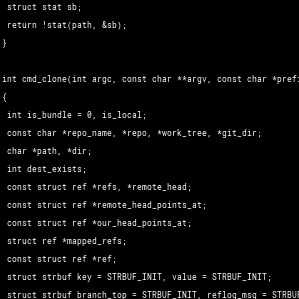 struct stat sb;
return !stat(path, &sb);
}
int cmd_clone(int argc, const char **argv, const char *prefi
{
int is_bundle = 0, is_local;
const char *repo_name, *repo, *work_tree, *git_dir;
char *path, *dir;
int dest_exists;
const struct ref *refs, *remote_head;
const struct ref *remote_head_points_at;
const struct ref *our_head_points_at;
struct ref *mapped_refs;
const struct ref *ref;
struct strbuf key = STRBUF_INIT, value = STRBUF_INIT;
struct strbuf branch_top = STRBUF_INIT, reflog_msg = STRBUF